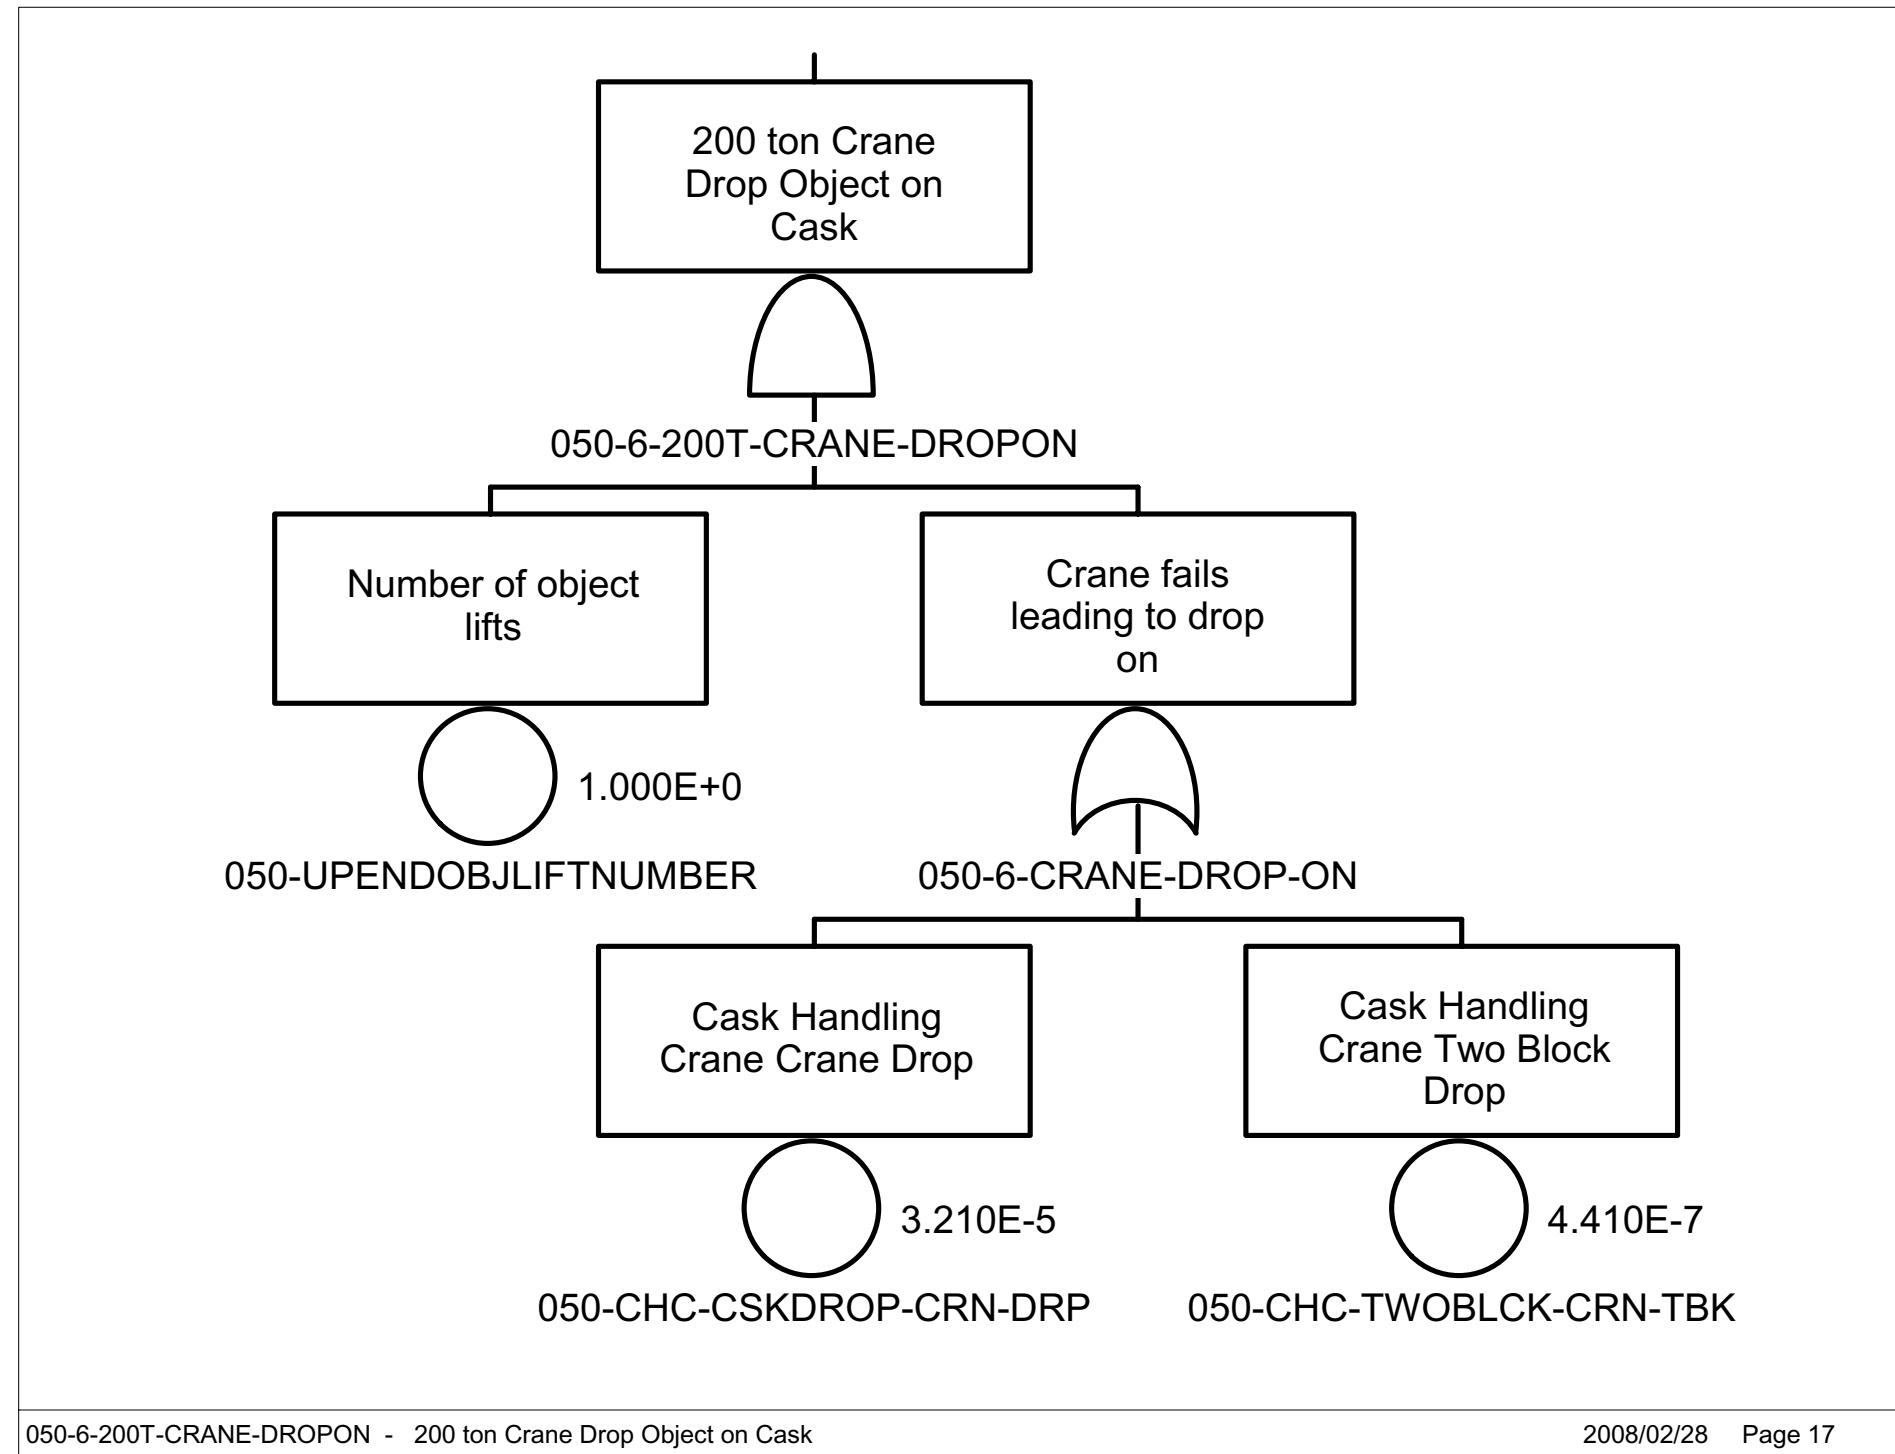 200 ton Crane
Drop Object on
Cask
050-6-200T-CRANE-DROPON
Number of object
lifts
1.000E+0
050-UPENDOBJLIFTNUMBER
Crane fails
leading to drop
on
050-6-CRANE-DROP-ON
Cask Handling
Crane Crane Drop
3.210E-5
050-CHC-CSKDROP-CRN-DRP
Cask Handling
Crane Two Block
Drop
4.410E-7
050-CHC-TWOBLCK-CRN-TBK
050-6-200T-CRANE-DROPON - 200 ton Crane Drop Object on Cask
2008/02/28 Page 17